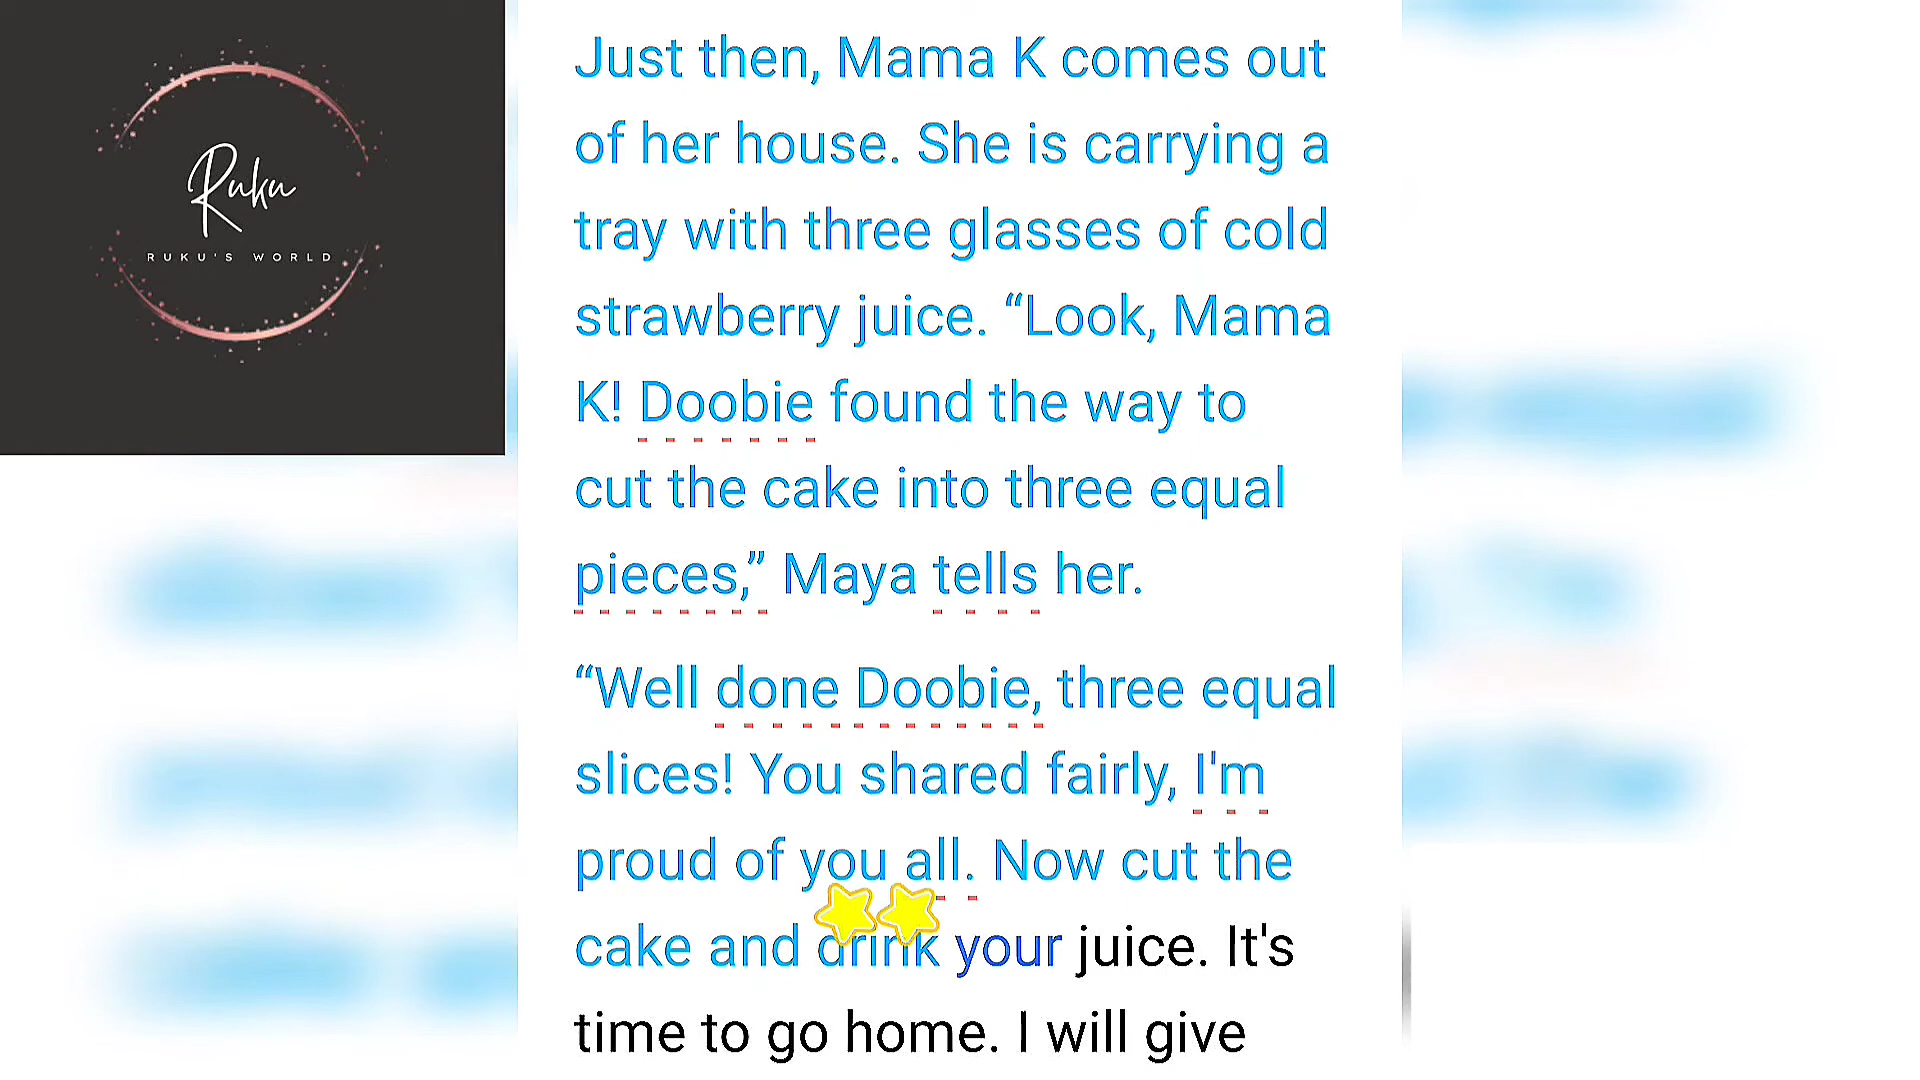 Ruku
RUKU'S WORLD
Just then, Mama K comes out
of her house. She is carrying a
tray with three glasses of cold
strawberry juice. “Look, Mama
K! Doobie found the way to
cut the cake into three equal
pieces,” Maya tells her.
“Well done Doobie, three equal
slices! You shared fairly, I'm
proud of you all. Now cut the
cake and drink your juice. It's
time to go home. I will give